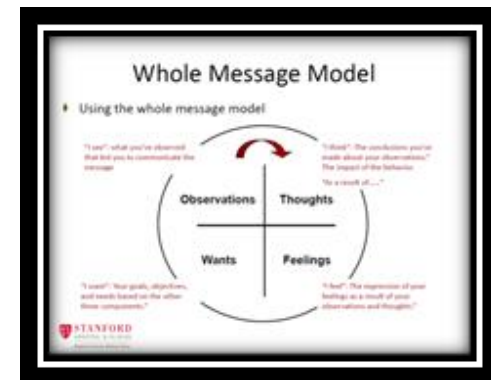 Whole Message Model
Using the whole message model
"I see": what you've observed
that led you to communicate the
message
"I think": The conclusions you've
made about your observations."
The impact of the behavior.
"As a result of....."
Observations
Thoughts
Wants
Feelings
"I want": Your goals, objectives,
and needs based on the other
three components."
"I feel": The expression of your
feelings as a result of your
observations and thoughts."
STANFORD